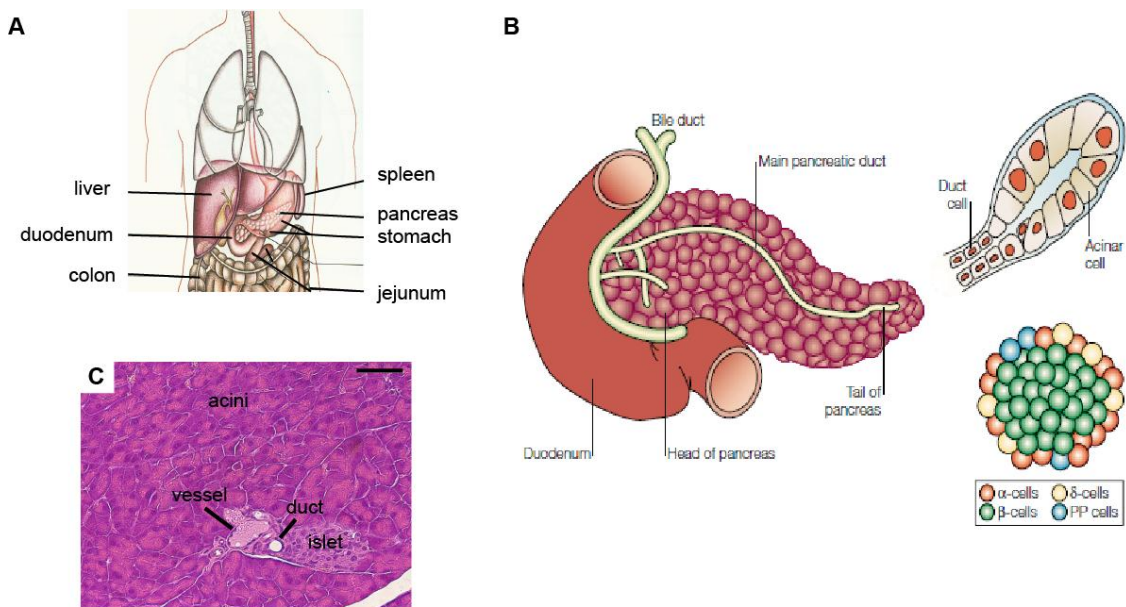 A
liver
duodenum
colon
spleen
pancreas
stomach
jejunum
B
Bile duct
Main pancreatic duct
Duct
cell
Acinar
cell
Tail of
pancreas
Duodenum
Head of pancreas
α-cells
δ-cells
β-cells
PP cells
C
acini
vessel
duct
islet